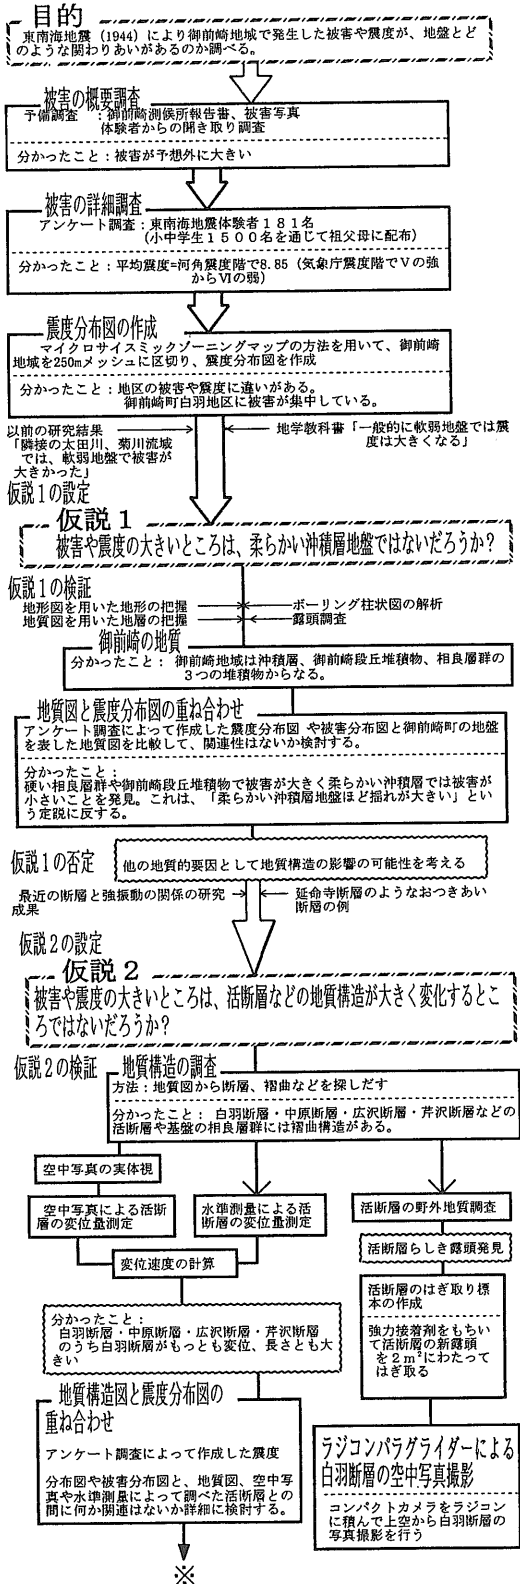 目的
東南海地震（1944）により御前崎地域で発生した被害や震度が、地盤とど
のような関わりあいがあるのか調べる。
被害の概要調査
予備調査　：御前崎測候所報告書、被害写真
体験者からの聞き取り調査
分かったこと：被害が予想外に大きい
被害の詳細調査
アンケート調査：東南海地震体験者１８１名
（小中学生１５００名を通じて祖父母に配布）
分かったこと：平均震度=河角震度階で8.85（気象庁震度階でⅤの強
からⅥの弱）
震度分布図の作成
マイクロサイスミックゾーニングマップの方法を用いて、御前崎
地域を250mメッシュに区切り、震度分布図を作成
分かったこと：地区の被害や震度に違いがある。
御前崎町白羽地区に被害が集中している。
以前の研究結果
「隣接の太田川、菊川流域
では、軟弱地盤で被害が
大きかった」
地学教科書「一般的に軟弱地盤では震
度は大きくなる」
仮説１の設定
仮説１
被害や震度の大きいところは、柔らかい沖積層地盤ではないだろうか？
仮説１の検証
地形図を用いた地形の把握
地質図を用いた地層の把握
ボーリング柱状図の解析
露頭調査
御前崎の地質
分かったこと：御前崎地域は沖積層、御前崎段丘堆積物、相良層群の
３つの堆積物からなる。
地質図と震度分布図の重ね合わせ
アンケート調査によって作成した震度分布図 や被害分布図と御前崎町の地盤
を表した地質図を比較して、関連性はないか検討する。
分かったこと：
硬い相良層群や御前崎段丘堆積物で被害が大きく柔らかい沖積層では被害が
小さいことを発見。これは、「柔らかい沖積層地盤ほど揺れが大きい」とい
う定説に反する。
仮説１の否定
他の地質的要因として地質構造の影響の可能性を考える
最近の断層と強振動の関係の研究
成果
延命寺断層のようなおつきあい
断層の例
仮説２の設定
仮説２
被害や震度の大きいところは、活断層などの地質構造が大きく変化するとこ
ろではないだろうか？
仮説２の検証
地質構造の調査
方法：地質図から断層、褶曲などを探しだす
分かったこと： 白羽断層・中原断層・広沢断層・芹沢断層などの
活断層や基盤の相良層群には褶曲構造がある。
空中写真の実体視
空中写真による活断
層の変位量測定
水準測量による活
断層の変位量測定
活断層の野外地質調査
変位速度の計算
活断層らしき露頭発見
分かったこと：
白羽断層・中原断層・広沢断層・芹沢断層
のうち白羽断層がもっとも変位、長さとも大
きい
活断層のはぎ取り標
本の作成
強力接着剤をもちい
て活断層の新露頭
を２m²にわたって
はぎ取る
地質構造図と震度分布図の
重ね合わせ
アンケート調査によって作成した震度
分布図や被害分布図と、地質図、空中写
真や水準測量によって調べた活断層との
間に何か関連はないか詳細に検討する。
ラジコンパラグライダーによる
白羽断層の空中写真撮影
コンパクトカメラをラジコン
に積んで上空から白羽断層の
写真撮影を行う
※